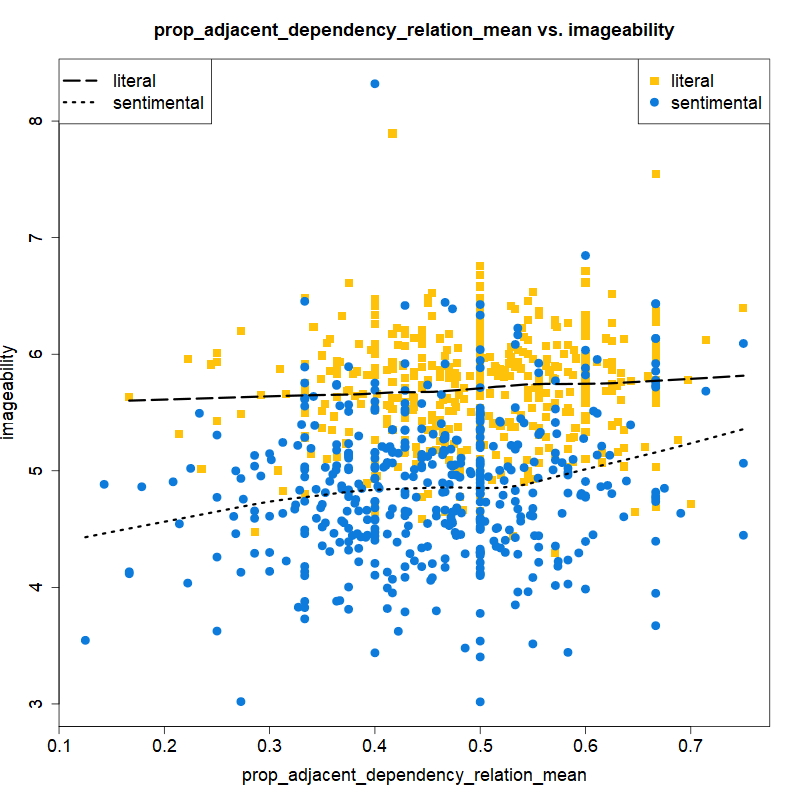 prop_adjacent_dependency_relation_mean vs. imageability
literal
sentimental
literal
sentimental
imageability
8
7
6
5
4
3
0.1 0.2 0.3 0.4 0.5 0.6 0.7
prop_adjacent_dependency_relation_mean